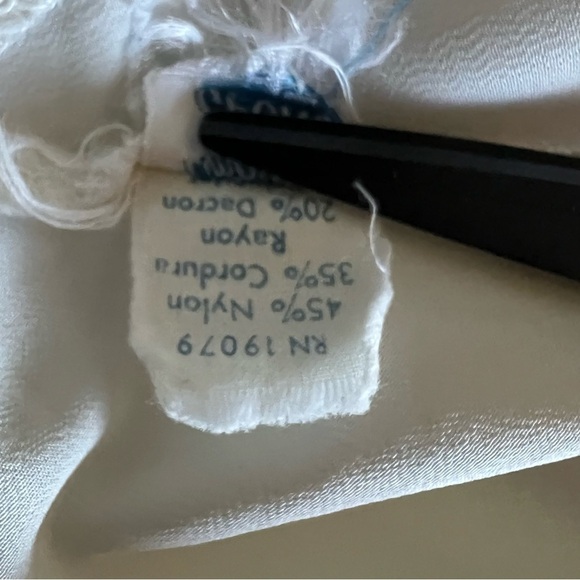 RN 19079
45% Nylon
35% Cordura
Rayon
20% Dacron